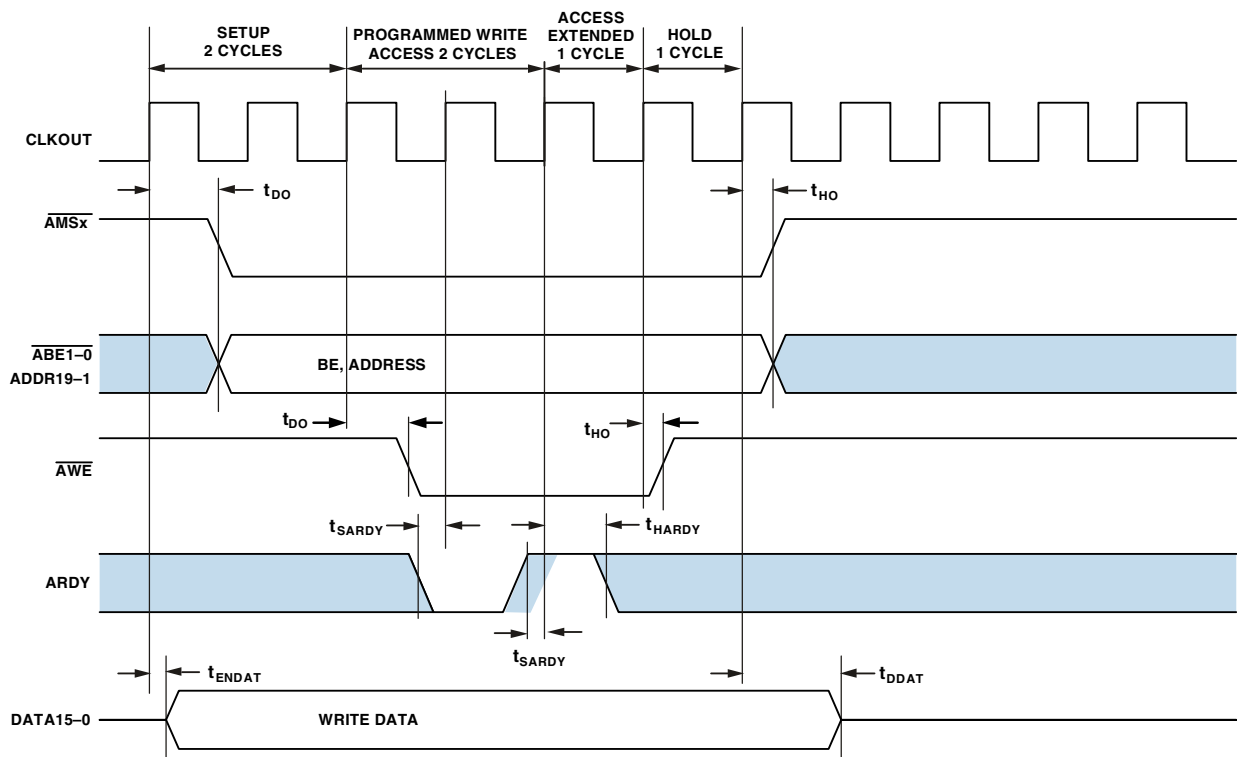 SETUP
2 CYCLES
PROGRAMMED WRITE
ACCESS 2 CYCLES
ACCESS
EXTENDED
1 CYCLE
HOLD
1 CYCLE
CLKOUT
tDO
tHO
AMSx
ABE1–0
ADDR19–1
BE, ADDRESS
tDO
tHO
AWE
tSARDY
tHARDY
ARDY
tSARDY
tENDAT
tDDAT
DATA15–0
WRITE DATA